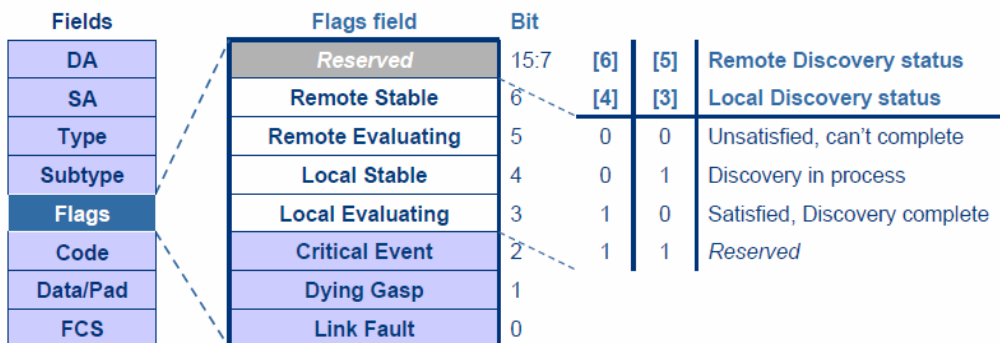 Fields Flags field Bit
DA Reserved 15:7 [6] [5] Remote Discovery status
SA Remote Stable 6 [4] [3] Local Discovery status
Type Remote Evaluating 5 0 0 Unsatisfied, can't complete
Subtype Local Stable 4 0 1 Discovery in process
Flags Local Evaluating 3 1 0 Satisfied, Discovery complete
Code Critical Event 2 1 1 Reserved
Data/Pad Dying Gasp 1
FCS Link Fault 0